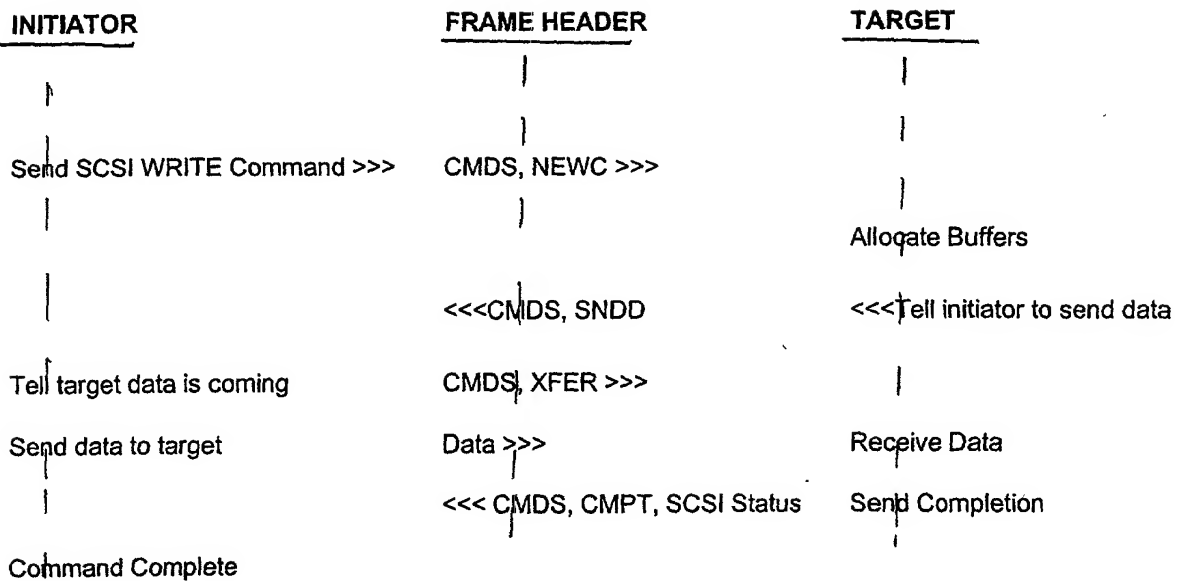 INITIATOR FRAME HEADER TARGET
Send SCSI WRITE Command >>> CMDS, NEWC >>>
Allocate Buffers
<<<CMDS, SNDD <<<Tell initiator to send data
Tell target data is coming CMDS, XFER >>>
Send data to target Data >>> Receive Data
<<< CMDS, CMPT, SCSI Status Send Completion
Command Complete